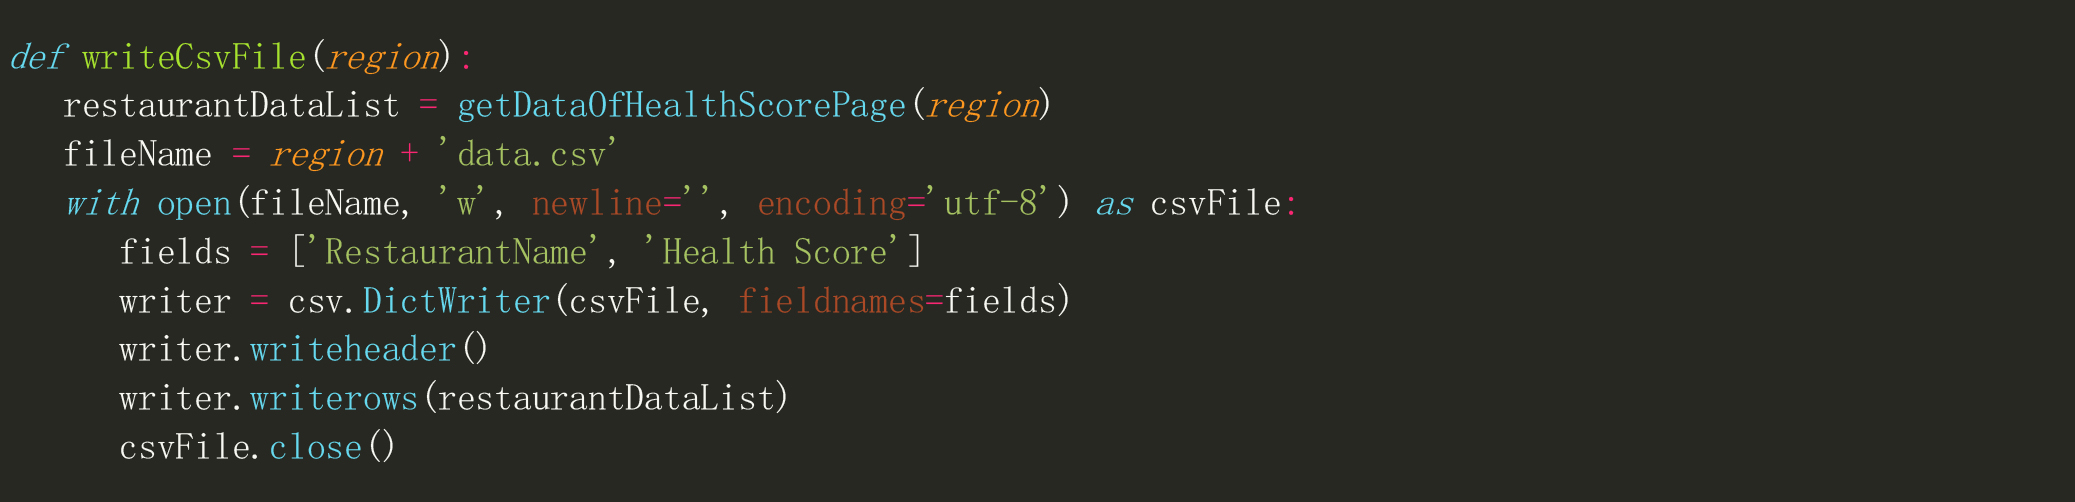 def writeCsvFile(region):
   restaurantDataList = getDataOfHealthScorePage(region)
   fileName = region + 'data.csv'
   with open(fileName, 'w', newline='', encoding='utf-8') as csvFile:
      fields = ['RestaurantName', 'Health Score']
      writer = csv.DictWriter(csvFile, fieldnames=fields)
      writer.writeheader()
      writer.writerows(restaurantDataList)
      csvFile.close()